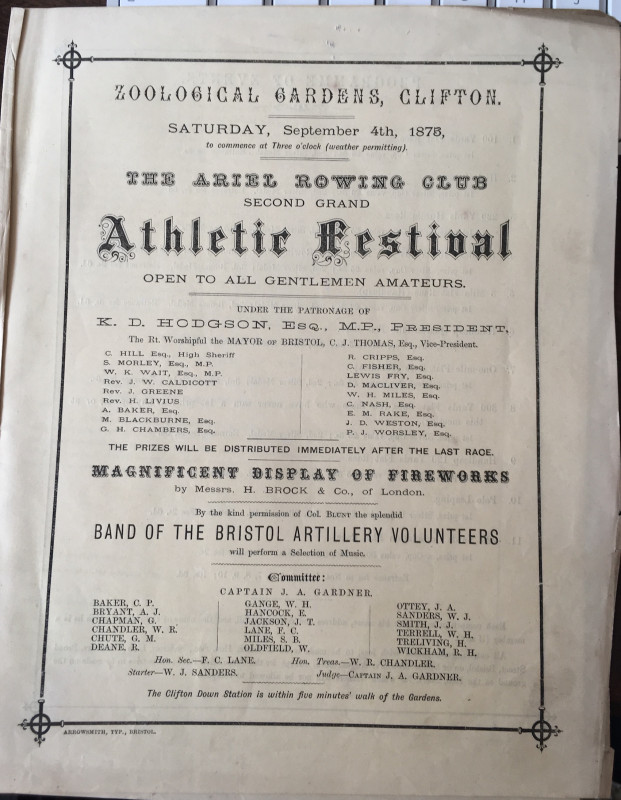 ZOOLOGICAL GARDENS, CLIFTON.
SATURDAY, September 4th, 1875,
to commence at Three o'clock (weather permitting).
THE ARIEL ROWING CLUB
SECOND GRAND
Athletic Festival
OPEN TO ALL GENTLEMEN AMATEURS.
UNDER THE PATRONAGE OF
K. D. HODGSON, ESQ., M.P., PRESIDENT,
The Rt. Worshipful the MAYOR OF BRISTOL, C. J. THOMAS, Esq., Vice-President.
C. HILL Esq., High Sheriff
S. MORLEY, Esq., M.P.
W. K. WAIT, Esq., M.P.
Rev. J. W. CALDICOTT
Rev. J. GREENE
Rev. H. LIVIUS
A. BAKER, Esq.
M. BLACKBURNE, Esq.
G. H. CHAMBERS, Esq.
R. CRIPPS, Esq.
C. FISHER, Esq.
LEWIS FRY, Esq.
D. MACLIVER, Esq.
W. H. MILES, Esq.
C. NASH, Esq.
E. M. RAKE, Esq.
J. D. WESTON, Esq.
P. J. WORSLEY, Esq.
THE PRIZES WILL BE DISTRIBUTED IMMEDIATELY AFTER THE LAST RACE.
MAGNIFICENT DISPLAY OF FIREWORKS
by Messrs. H. BROCK & Co., of London.
By the kind permission of Col. BLUNT the splendid
BAND OF THE BRISTOL ARTILLERY VOLUNTEERS
will perform a Selection of Music.
Committee:
CAPTAIN J. A. GARDNER.
BAKER, C. P.
BRYANT, A. J.
CHAPMAN, G.
CHANDLER, W. R.
CHUTE, G. M.
DEANE, R.
GANGE, W. H.
HANCOCK, E.
JACKSON, J. T.
LANE, F. C.
MILES, S. B.
OLDFIELD, W.
OTTEY, J. A.
SANDERS, W. J.
SMITH, J. J.
TERRELL, W. H.
TRELIVING, H.
WICKHAM, R. H.
Hon. Sec.—F. C. LANE. Hon. Treas.—W. R. CHANDLER.
Starter—W. J. SANDERS. Judge—CAPTAIN J. A. GARDNER.
The Clifton Down Station is within five minutes' walk of the Gardens.
ARROWSMITH, TYP., BRISTOL.